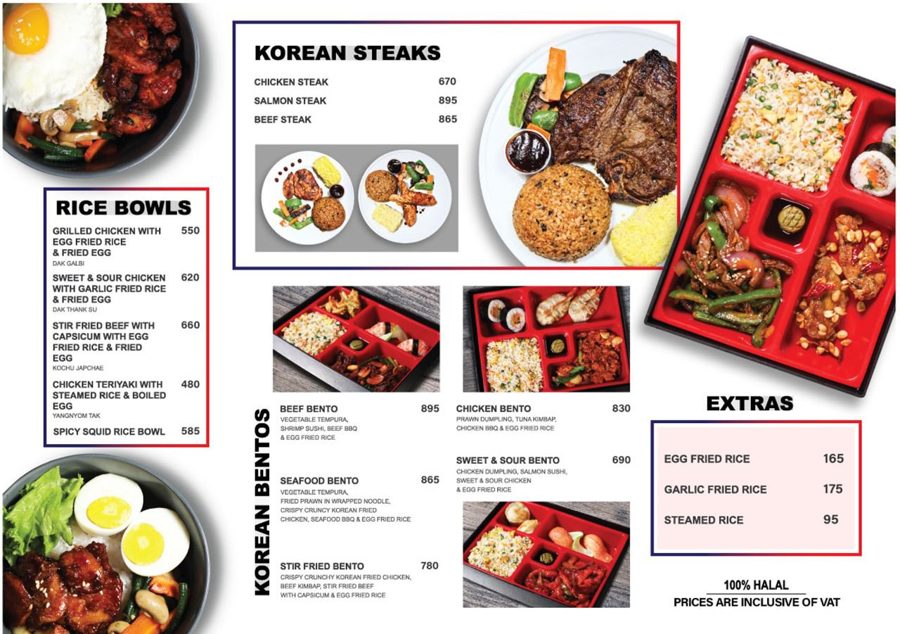 KOREAN STEAKS
CHICKEN STEAK 670
SALMON STEAK 895
BEEF STEAK 865
RICE BOWLS
GRILLED CHICKEN WITH 550
EGG FRIED RICE
& FRIED EGG
DAK GALBI
SWEET & SOUR CHICKEN 620
WITH GARLIC FRIED RICE
& FRIED EGG
DAK THANK SU
STIR FRIED BEEF WITH 660
CAPSICUM WITH EGG
FRIED RICE & FRIED
EGG
KOCHU JAPCHAE
CHICKEN TERIYAKI WITH 480
STEAMED RICE & BOILED
EGG
YANGNYOM TAK
SPICY SQUID RICE BOWL 585
KOREAN BENTOS
BEEF BENTO 895
VEGETABLE TEMPURA,
SHRIMP SUSHI, BEEF BBQ
& EGG FRIED RICE
SEAFOOD BENTO 865
VEGETABLE TEMPURA,
FRIED PRAWN IN WRAPPED NOODLE,
CRISPY CRUNCY KOREAN FRIED
CHICKEN, SEAFOOD BBQ & EGG FRIED RICE
STIR FRIED BENTO 780
CRISPY CRUNCHY KOREAN FRIED CHICKEN,
BEEF KIMBAP, STIR FRIED BEEF
WITH CAPSICUM & EGG FRIED RICE
CHICKEN BENTO 830
PRAWN DUMPLING, TUNA KIMBAP,
CHICKEN BBQ & EGG FRIED RICE
SWEET & SOUR BENTO 690
CHICKEN DUMPLING, SALMON SUSHI,
SWEET & SOUR CHICKEN
& EGG FRIED RICE
EXTRAS
EGG FRIED RICE 165
GARLIC FRIED RICE 175
STEAMED RICE 95
100% HALAL
PRICES ARE INCLUSIVE OF VAT